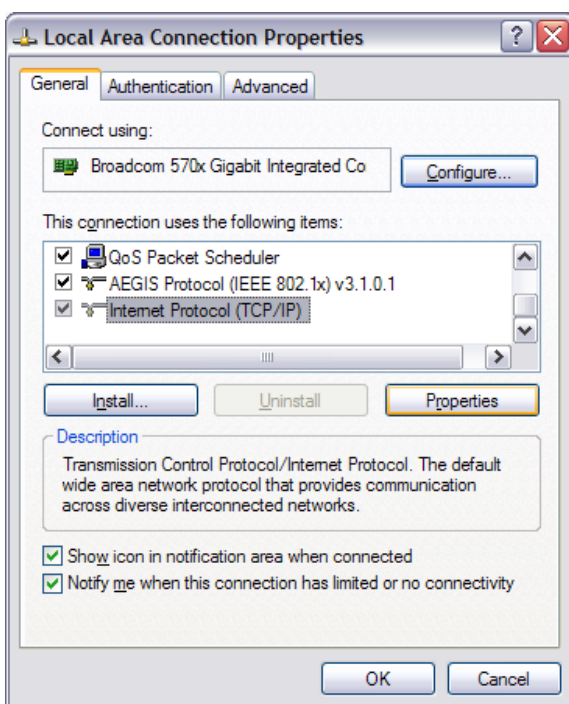 Local Area Connection Properties
General Authentication Advanced
Connect using:
Broadcom 570x Gigabit Integrated Co
Configure...
This connection uses the following items:
QoS Packet Scheduler
AEGIS Protocol (IEEE 802.1x) v3.1.0.1
Internet Protocol (TCP/IP)
Install... Uninstall Properties
Description
Transmission Control Protocol/Internet Protocol. The default
wide area network protocol that provides communication
across diverse interconnected networks.
Show icon in notification area when connected
Notify me when this connection has limited or no connectivity
OK Cancel